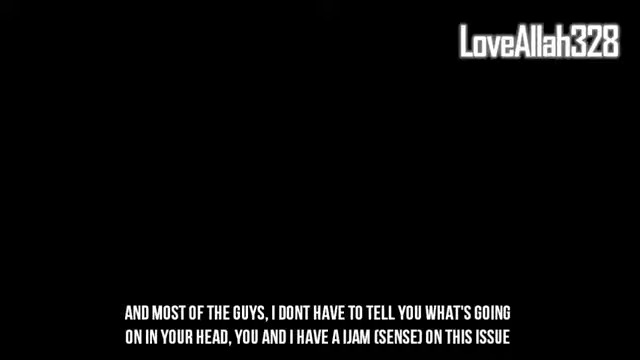 LoveAllah328
AND MOST OF THE GUYS, I DONT HAVE TO TELL YOU WHAT'S GOING
ON IN YOUR HEAD, YOU AND I HAVE A IJAM (SENSE) ON THIS ISSUE